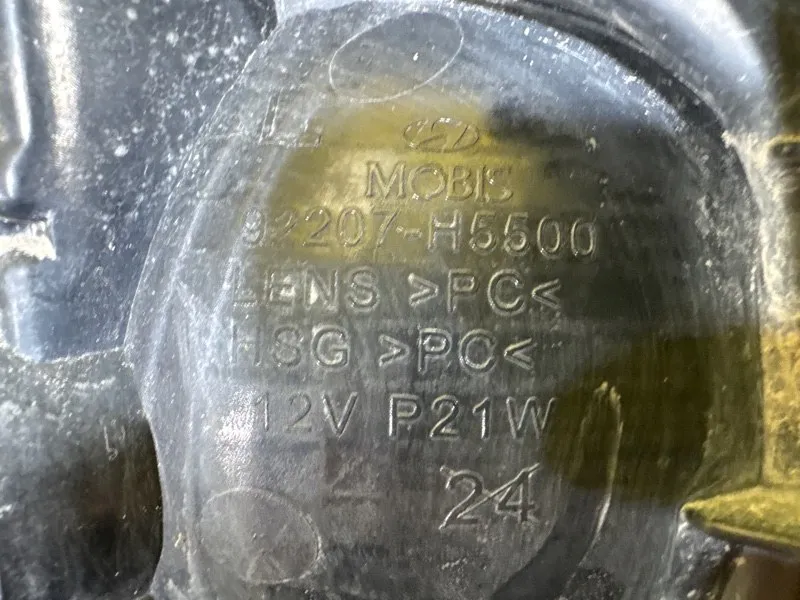 L
MOBIS
92207-H5500
LENS >PC<
HSG >PC<
12V P21W
24